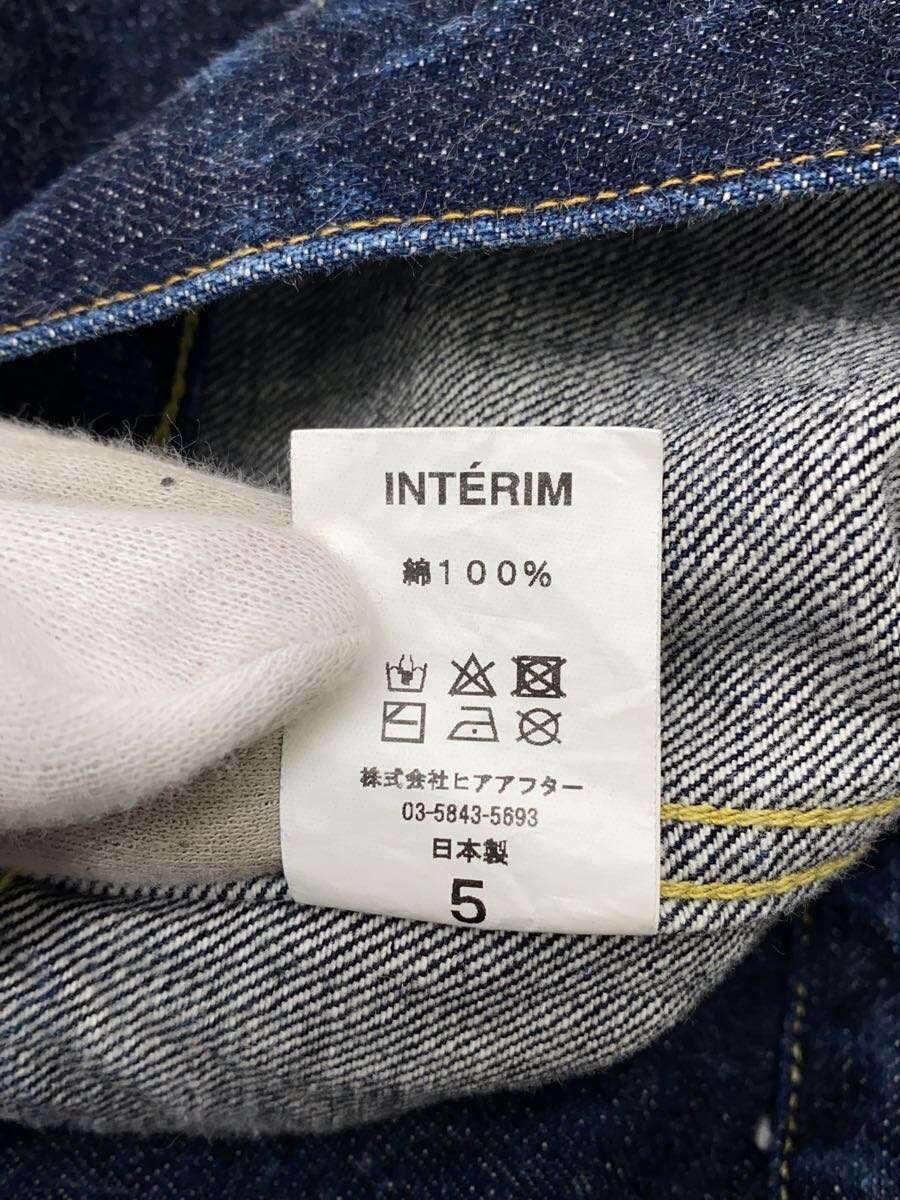 INTÉRIM
綿１００％
株式会社ヒアアフター
03-5843-5693
日本製
5